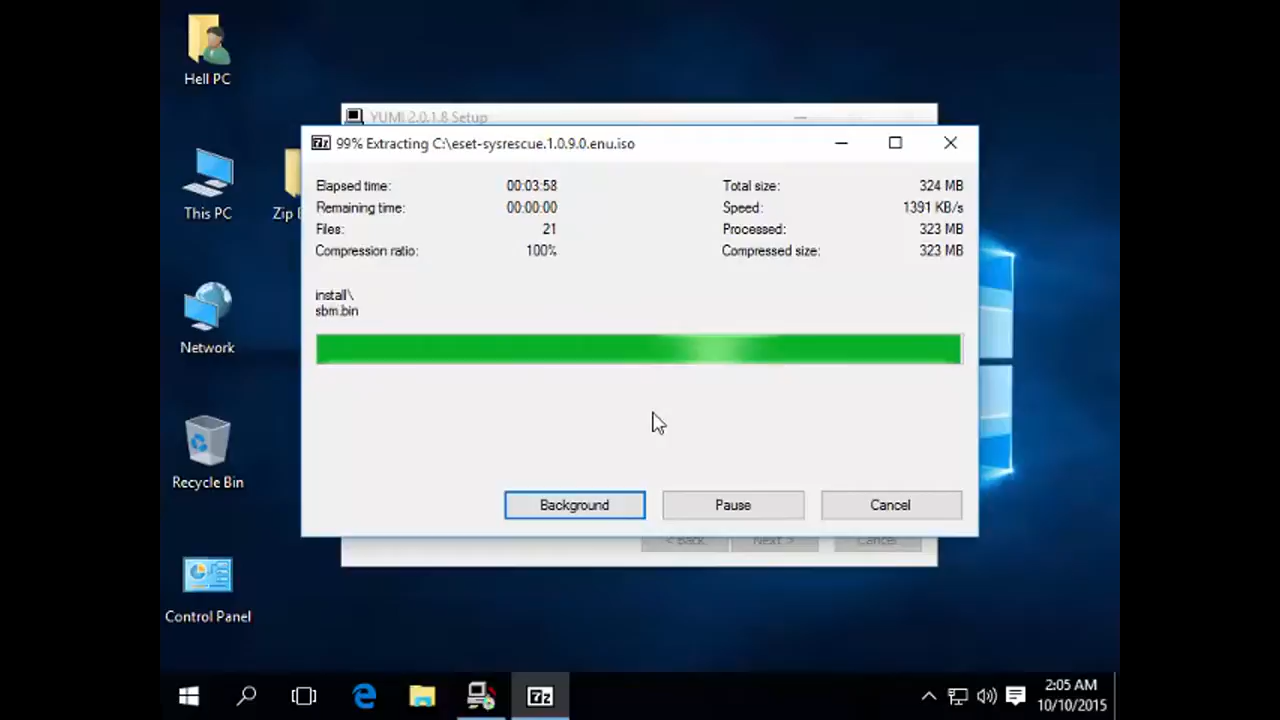 Hell PC
This PC
Zip
Network
Recycle Bin
Control Panel
YUMI 2.0.1.8 Setup
99% Extracting C:\eset-sysrescue.1.0.9.0.enu.iso
Elapsed time: 00:03:58
Remaining time: 00:00:00
Files: 21
Compression ratio: 100%
Total size: 324 MB
Speed: 1391 KB/s
Processed: 323 MB
Compressed size: 323 MB
install\
sbm.bin
Background
Pause
Cancel
< Back
Next >
Cancel
7z
2:05 AM
10/10/2015